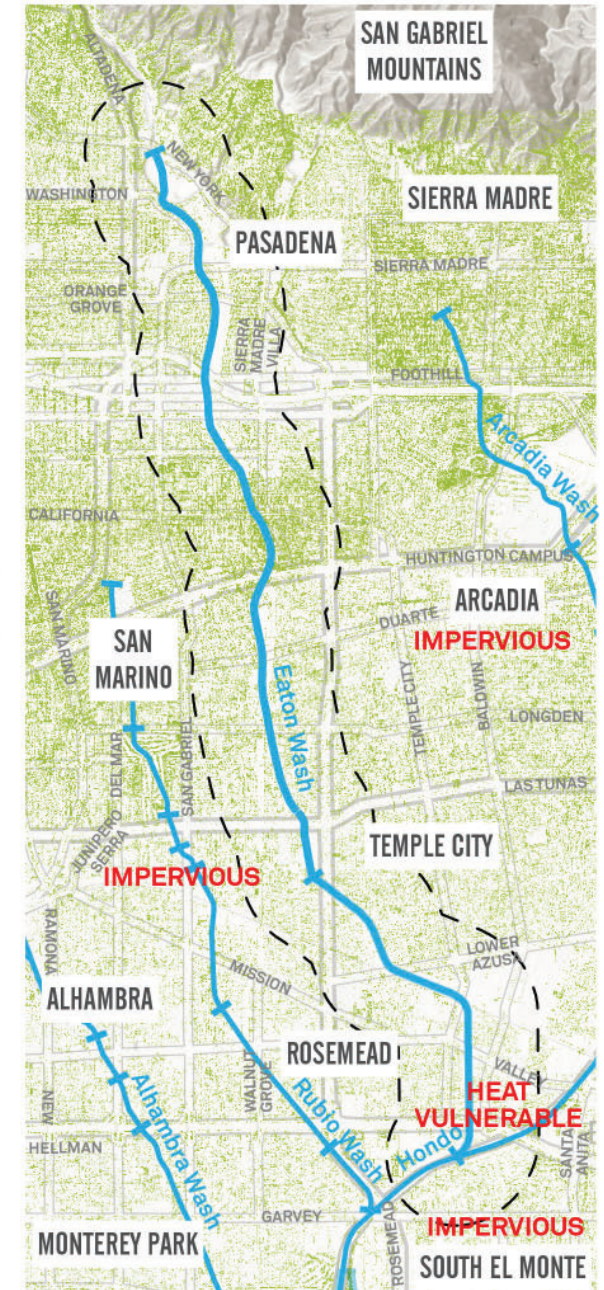 SAN GABRIEL
MOUNTAINS
ALTADENA
NEW YORK
WASHINGTON
SIERRA MADRE
PASADENA
SIERRA MADRE
ORANGE
GROVE
SIERRA
MADRE
VILLA
FOOTHILL
Arcadia Wash
CALIFORNIA
HUNTINGTON CAMPUS
SAN MARINO
ARCADIA
IMPERVIOUS
DUARTE
SAN
MARINO
Eaton Wash
TEMPLE CITY
BALDWIN
LONGDEN
DEL MAR
SAN GABRIEL
LAS TUNAS
JUNIPERO
SERRA
TEMPLE CITY
IMPERVIOUS
RAMONA
LOWER
AZUSA
MISSION
ALHAMBRA
ROSEMEAD
VALLEY
WALNUT
GROVE
HEAT
VULNERABLE
NEW
Alhambra Wash
Rubio Wash
Hondo
SANTA
ANITA
HELLMAN
GARVEY
ROSEMEAD
IMPERVIOUS
MONTEREY PARK
SOUTH EL MONTE